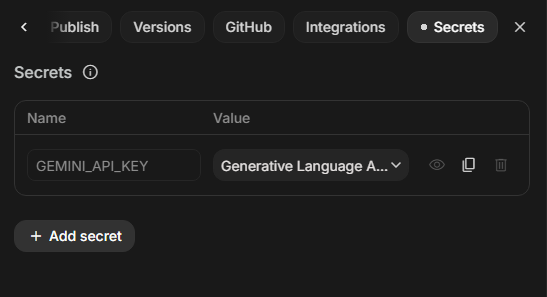 Publish Versions GitHub Integrations Secrets
Secrets
Name Value
GEMINI_API_KEY Generative Language A...
Add secret